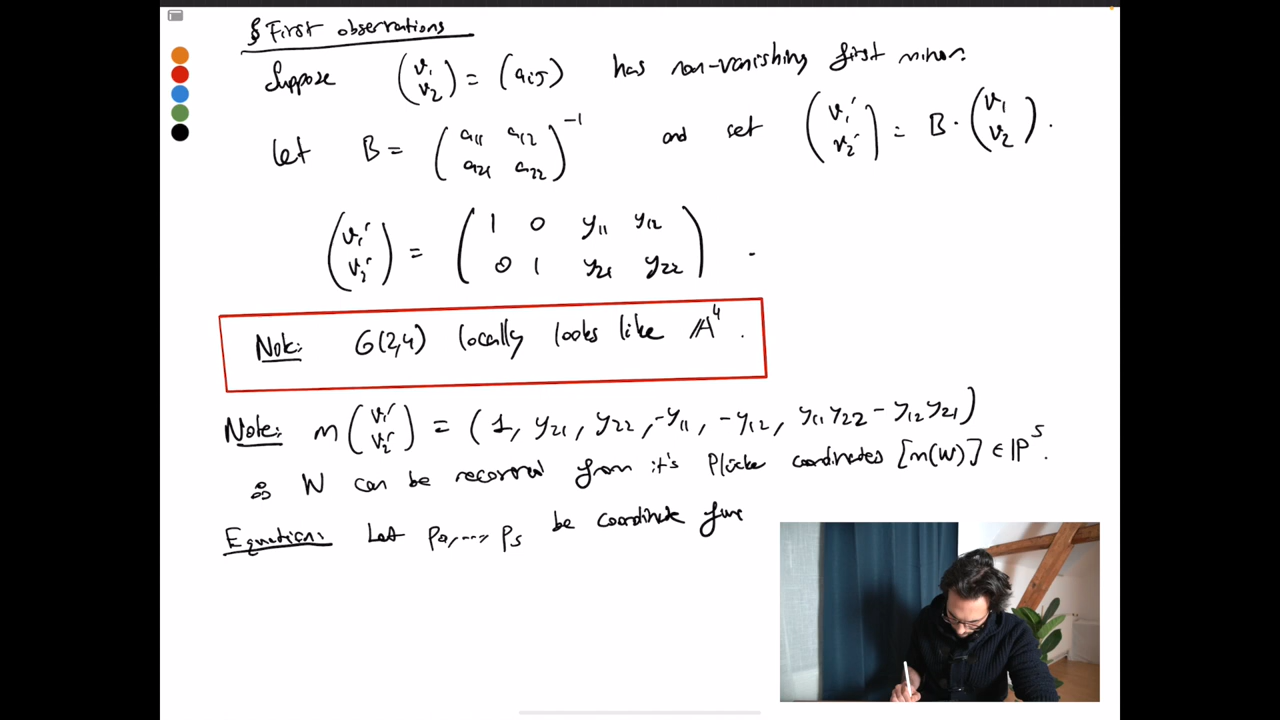 § First observations
Suppose (v₁ v₂) = (aᵢⱼ) has non-vanishing first minor.
Let B = (a₁₁ a₁₂ a₂₁ a₂₂)⁻¹ and set (v₁′ v₂′) = B · (v₁ v₂).
(v₁′ v₂′) = (1 0 y₁₁ y₁₂ 0 1 y₂₁ y₂₂) .
Note: G(2,4) locally looks like 𝔸⁴.
Note: m(v₁′ v₂′) = (1, y₂₁, y₂₂, -y₁₁, -y₁₂, y₁₁y₂₂ - y₁₂y₂₁)
∴ W can be recovered from it's Plücke coordinates [m(W)] ∈ ℙ⁵.
Equation: Let p₀,...,p₅ be coordinate func